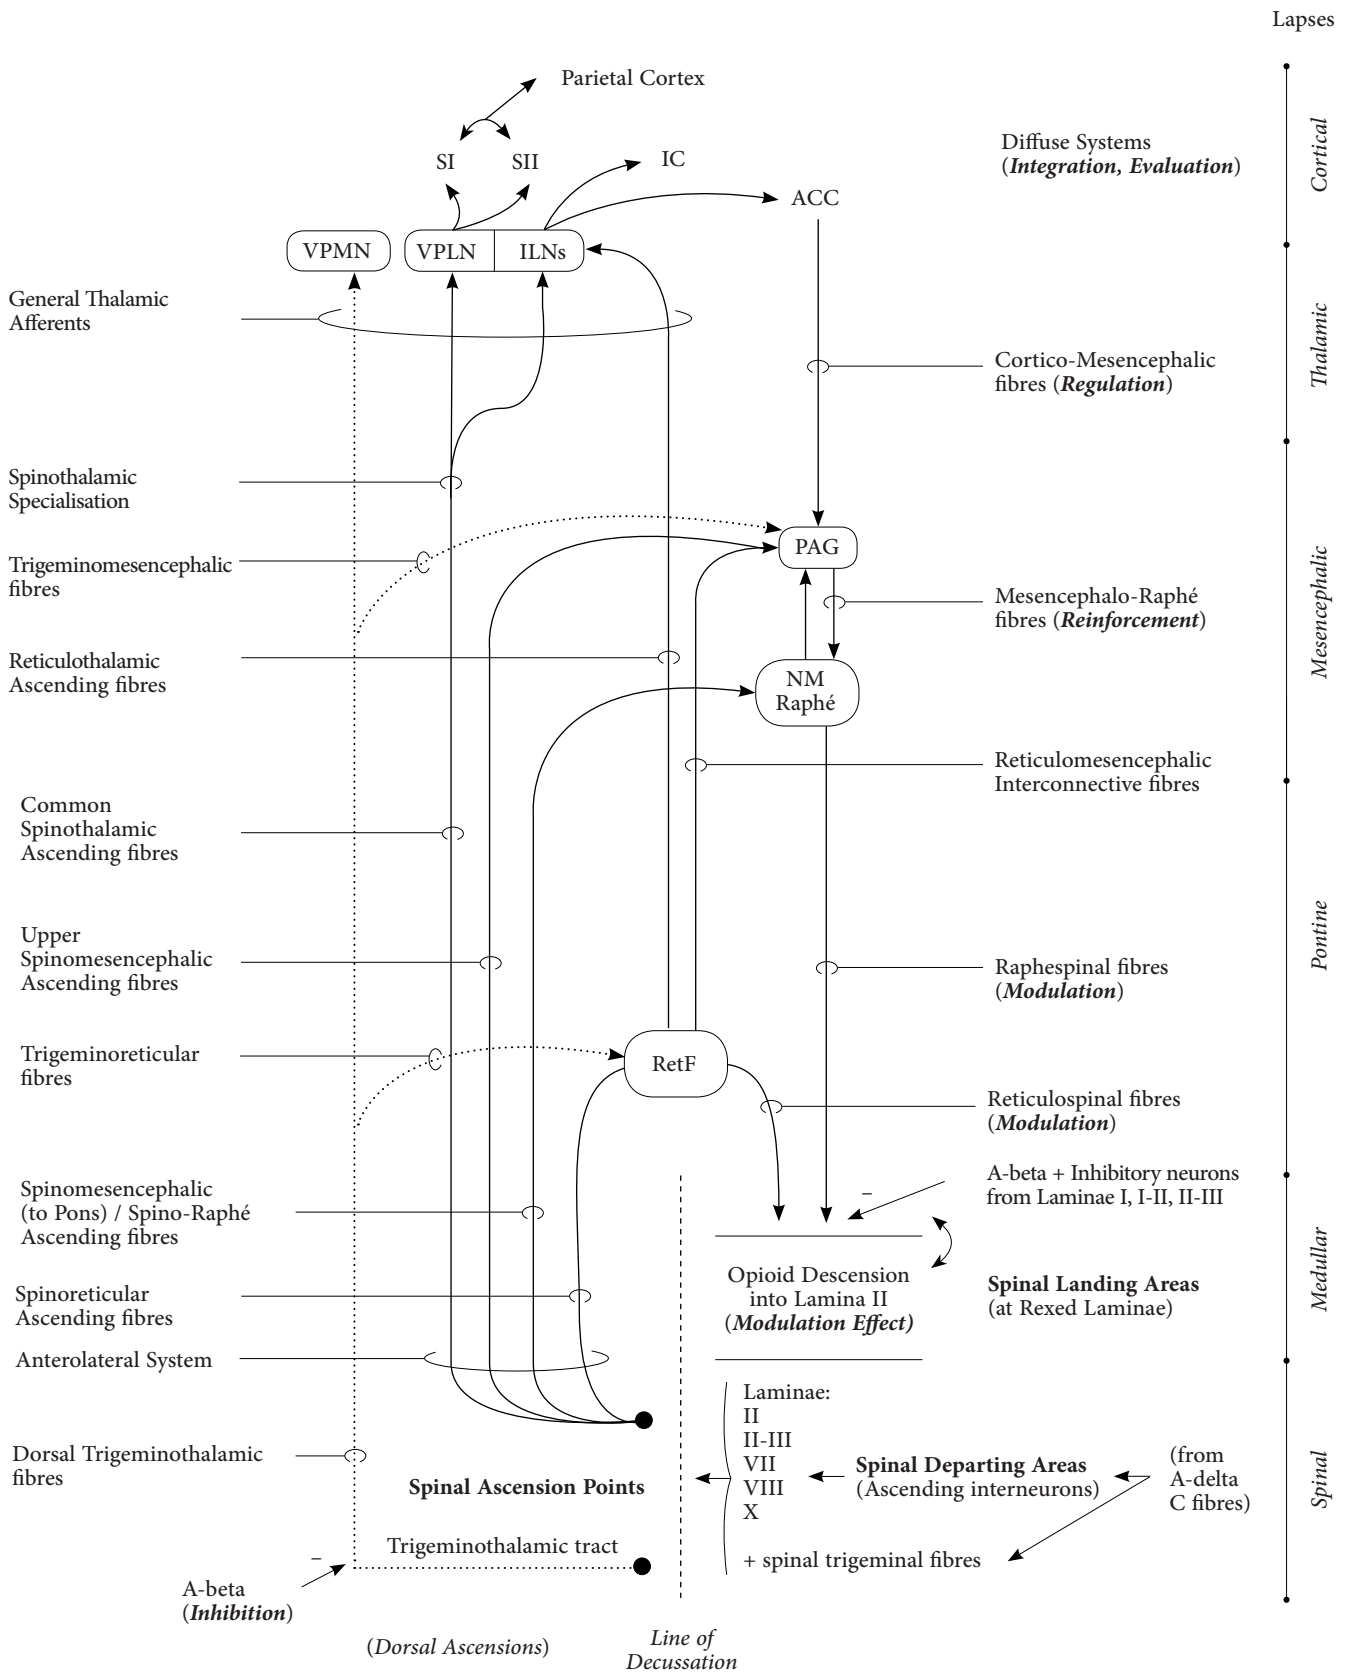 Lapses
Parietal Cortex
Cortical
Diffuse Systems
(Integration, Evaluation)
SI
SII
IC
ACC
VPMN
VPLN
ILNs
General Thalamic
Afferents
Thalamic
Cortico-Mesencephalic
fibres (Regulation)
Spinothalamic
Specialisation
PAG
Trigeminomesencephalic
fibres
Mesencephalic
Mesencephalo-Raphé
fibres (Reinforcement)
Reticulothalamic
Ascending fibres
NM
Raphé
Reticulomesencephalic
Interconnective fibres
Common
Spinothalamic
Ascending fibres
Pontine
Upper
Spinomesencephalic
Ascending fibres
Raphespinal fibres
(Modulation)
Trigeminoreticular
fibres
RetF
Reticulospinal fibres
(Modulation)
A-beta + Inhibitory neurons
from Laminae I, I-II, II-III
–
Spinomesencephalic
(to Pons) / Spino-Raphé
Ascending fibres
Medullar
Opioid Descension
into Lamina II
(Modulation Effect)
Spinal Landing Areas
(at Rexed Laminae)
Spinoreticular
Ascending fibres
Anterolateral System
Laminae:
II
II-III
VII
VIII
X
Spinal Departing Areas
(Ascending interneurons)
(from
A-delta
C fibres)
Spinal
Dorsal Trigeminothalamic
fibres
Spinal Ascension Points
Trigeminothalamic tract
+ spinal trigeminal fibres
–
A-beta
(Inhibition)
(Dorsal Ascensions)
Line of
Decussation